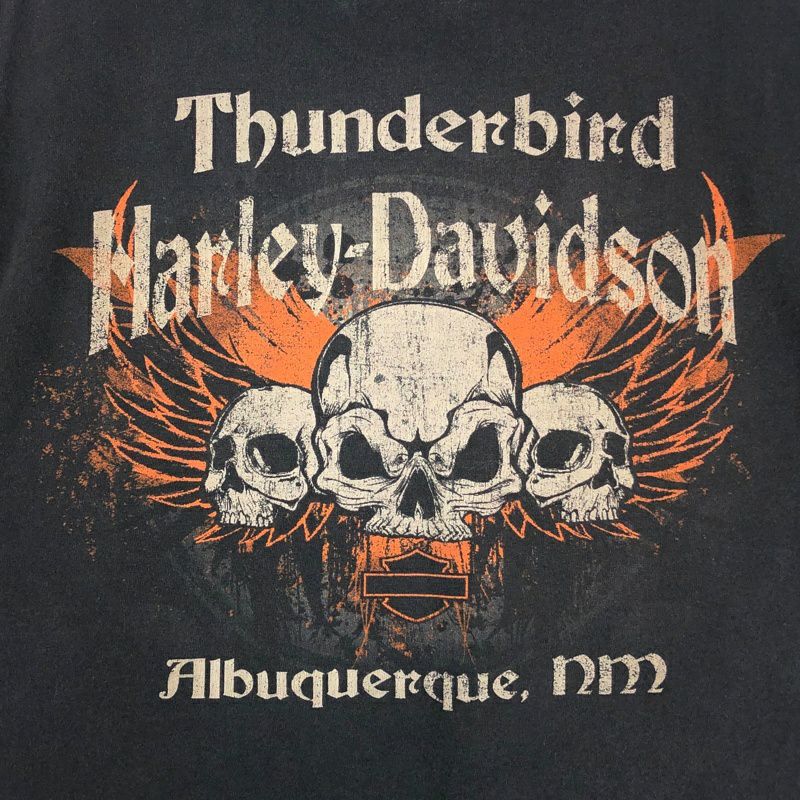 Thunderbird
Harley-Davidson
Albuquerque, NM